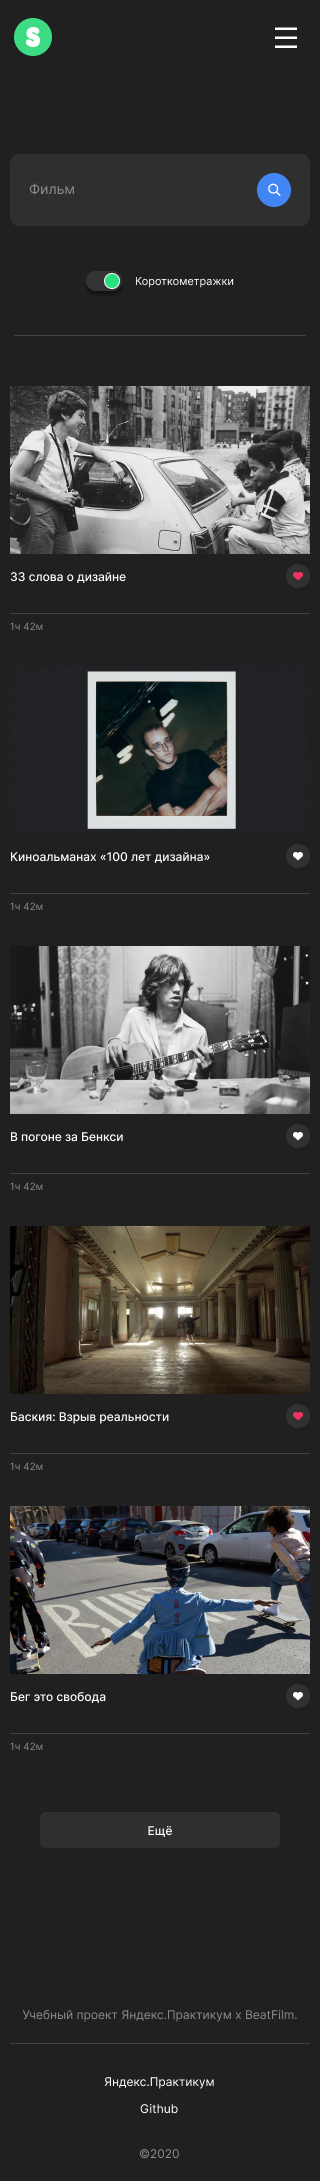 S
Фильм
Короткометражки
33 слова о дизайне
1ч 42м
Киноальманах «100 лет дизайна»
1ч 42м
В погоне за Бенкси
1ч 42м
Баския: Взрыв реальности
1ч 42м
RUMP
Бег это свобода
1ч 42м
Ещё
Учебный проект Яндекс.Практикум х BeatFilm.
Яндекс.Практикум
Github
©2020